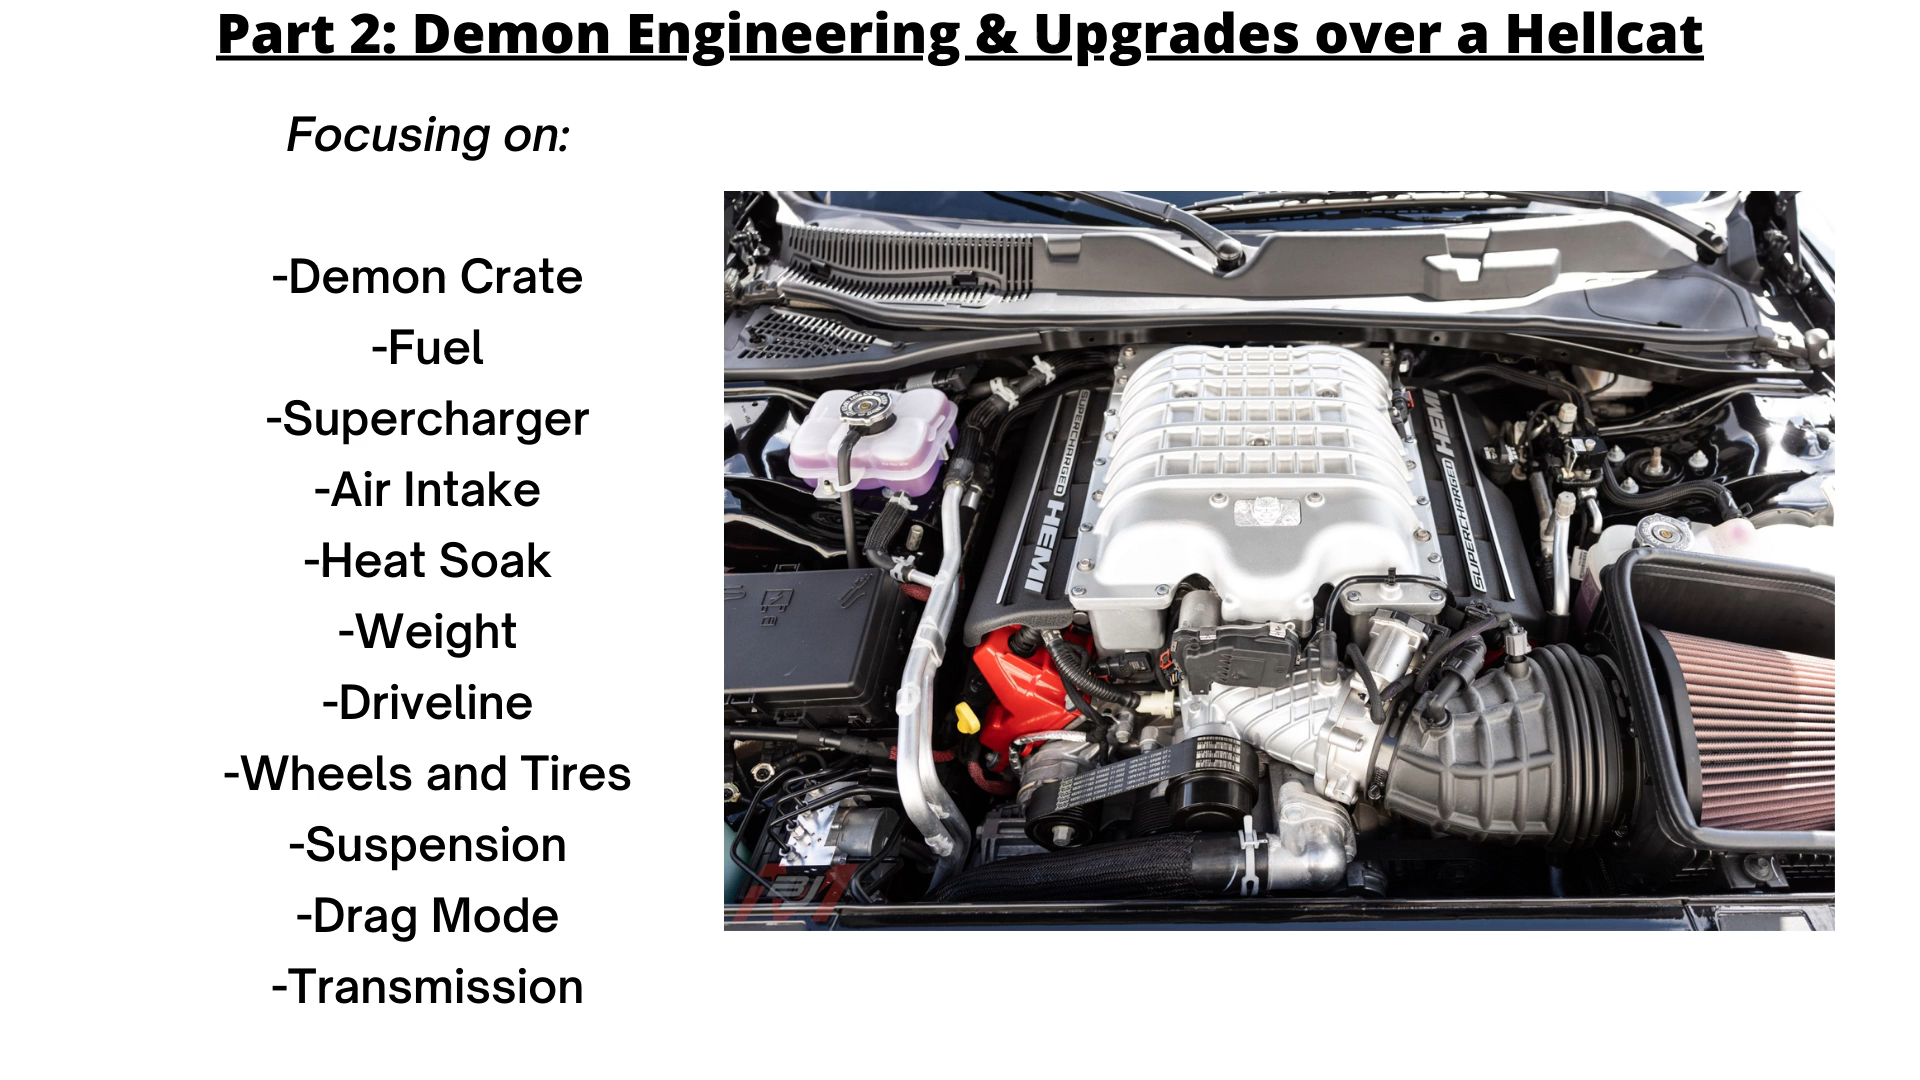 Part 2: Demon Engineering & Upgrades over a Hellcat
Focusing on:
-Demon Crate
-Fuel
-Supercharger
-Air Intake
-Heat Soak
-Weight
-Driveline
-Wheels and Tires
-Suspension
-Drag Mode
-Transmission
SUPERCHARGED HEMI
SUPERCHARGED HEMI